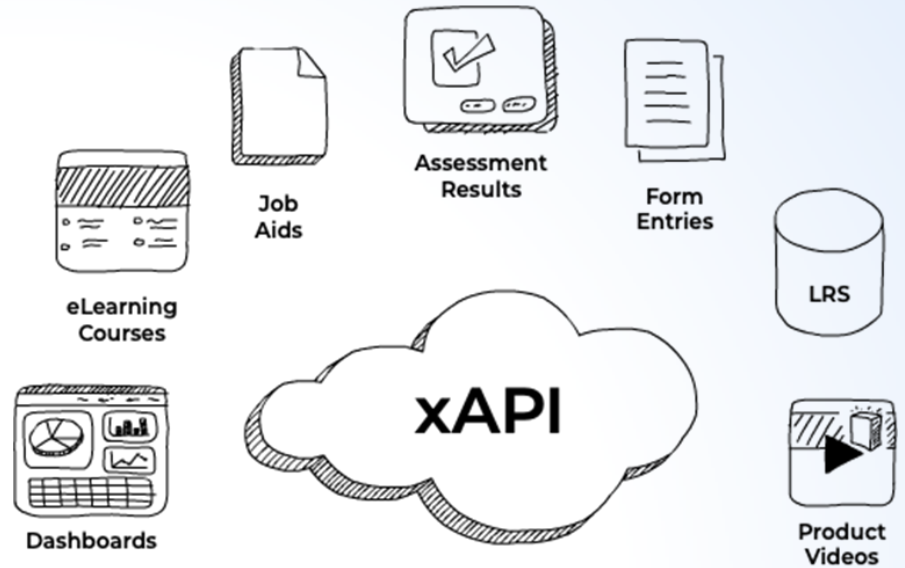 Assessment
Results
Job
Aids
Form
Entries
eLearning
Courses
LRS
xAPI
Dashboards
Product
Videos